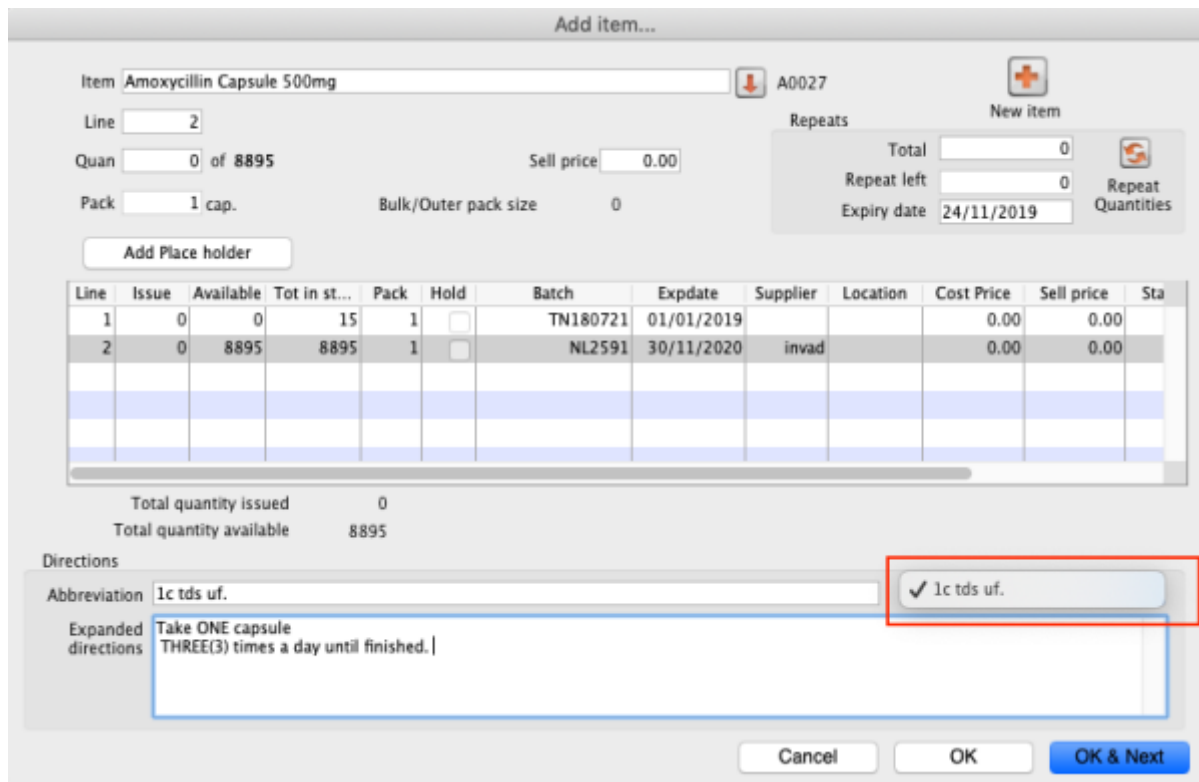 Add item...
Item Amoxycillin Capsule 500mg A0027
New item
Line 2
Repeats
Quan 0 of 8895 Sell price 0.00
Total 0
Repeat left 0
Repeat Quantities
Pack 1 cap. Bulk/Outer pack size 0
Expiry date 24/11/2019
Add Place holder
Line Issue Available Tot in st... Pack Hold Batch Expdate Supplier Location Cost Price Sell price Sta
1 0 0 15 1 TN180721 01/01/2019 0.00 0.00
2 0 8895 8895 1 NL2591 30/11/2020 invad 0.00 0.00
Total quantity issued 0
Total quantity available 8895
Directions
Abbreviation 1c tds uf. ✓ 1c tds uf.
Expanded directions
Take ONE capsule
THREE(3) times a day until finished.
Cancel OK OK & Next